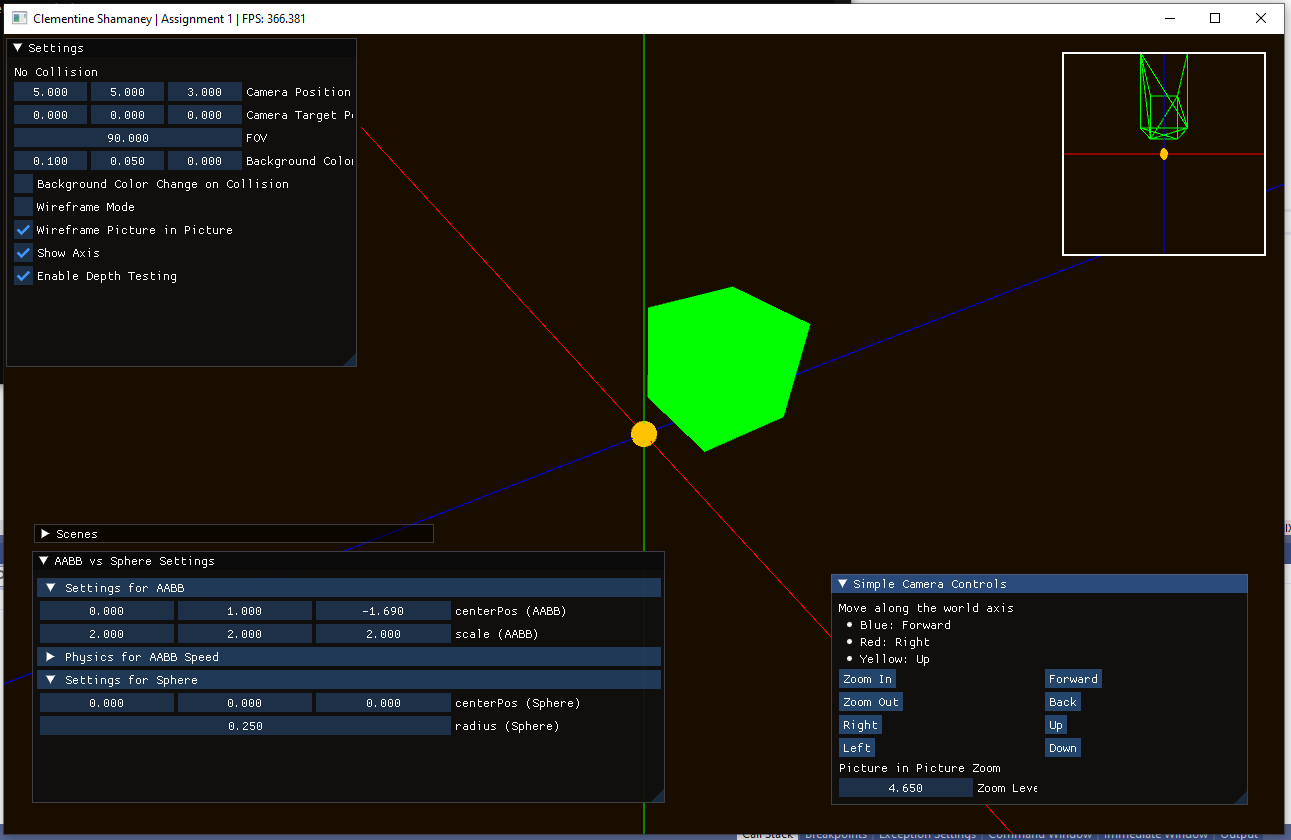 Clementine Shamaney | Assignment 1 | FPS: 366.381
Settings
No Collision
5.000 5.000 3.000 Camera Position
0.000 0.000 0.000 Camera Target P
90.000 FOV
0.100 0.050 0.000 Background Color
Background Color Change on Collision
Wireframe Mode
Wireframe Picture in Picture
Show Axis
Enable Depth Testing
Scenes
AABB vs Sphere Settings
Settings for AABB
0.000 1.000 -1.690 centerPos (AABB)
2.000 2.000 2.000 scale (AABB)
Physics for AABB Speed
Settings for Sphere
0.000 0.000 0.000 centerPos (Sphere)
0.250 radius (Sphere)
Simple Camera Controls
Move along the world axis
Blue: Forward
Red: Right
Yellow: Up
Zoom In Forward
Zoom Out Back
Right Up
Left Down
Picture in Picture Zoom
4.650 Zoom Leve
Call Stack Breakpoints Exception Settings Command Window Immediate Window Output